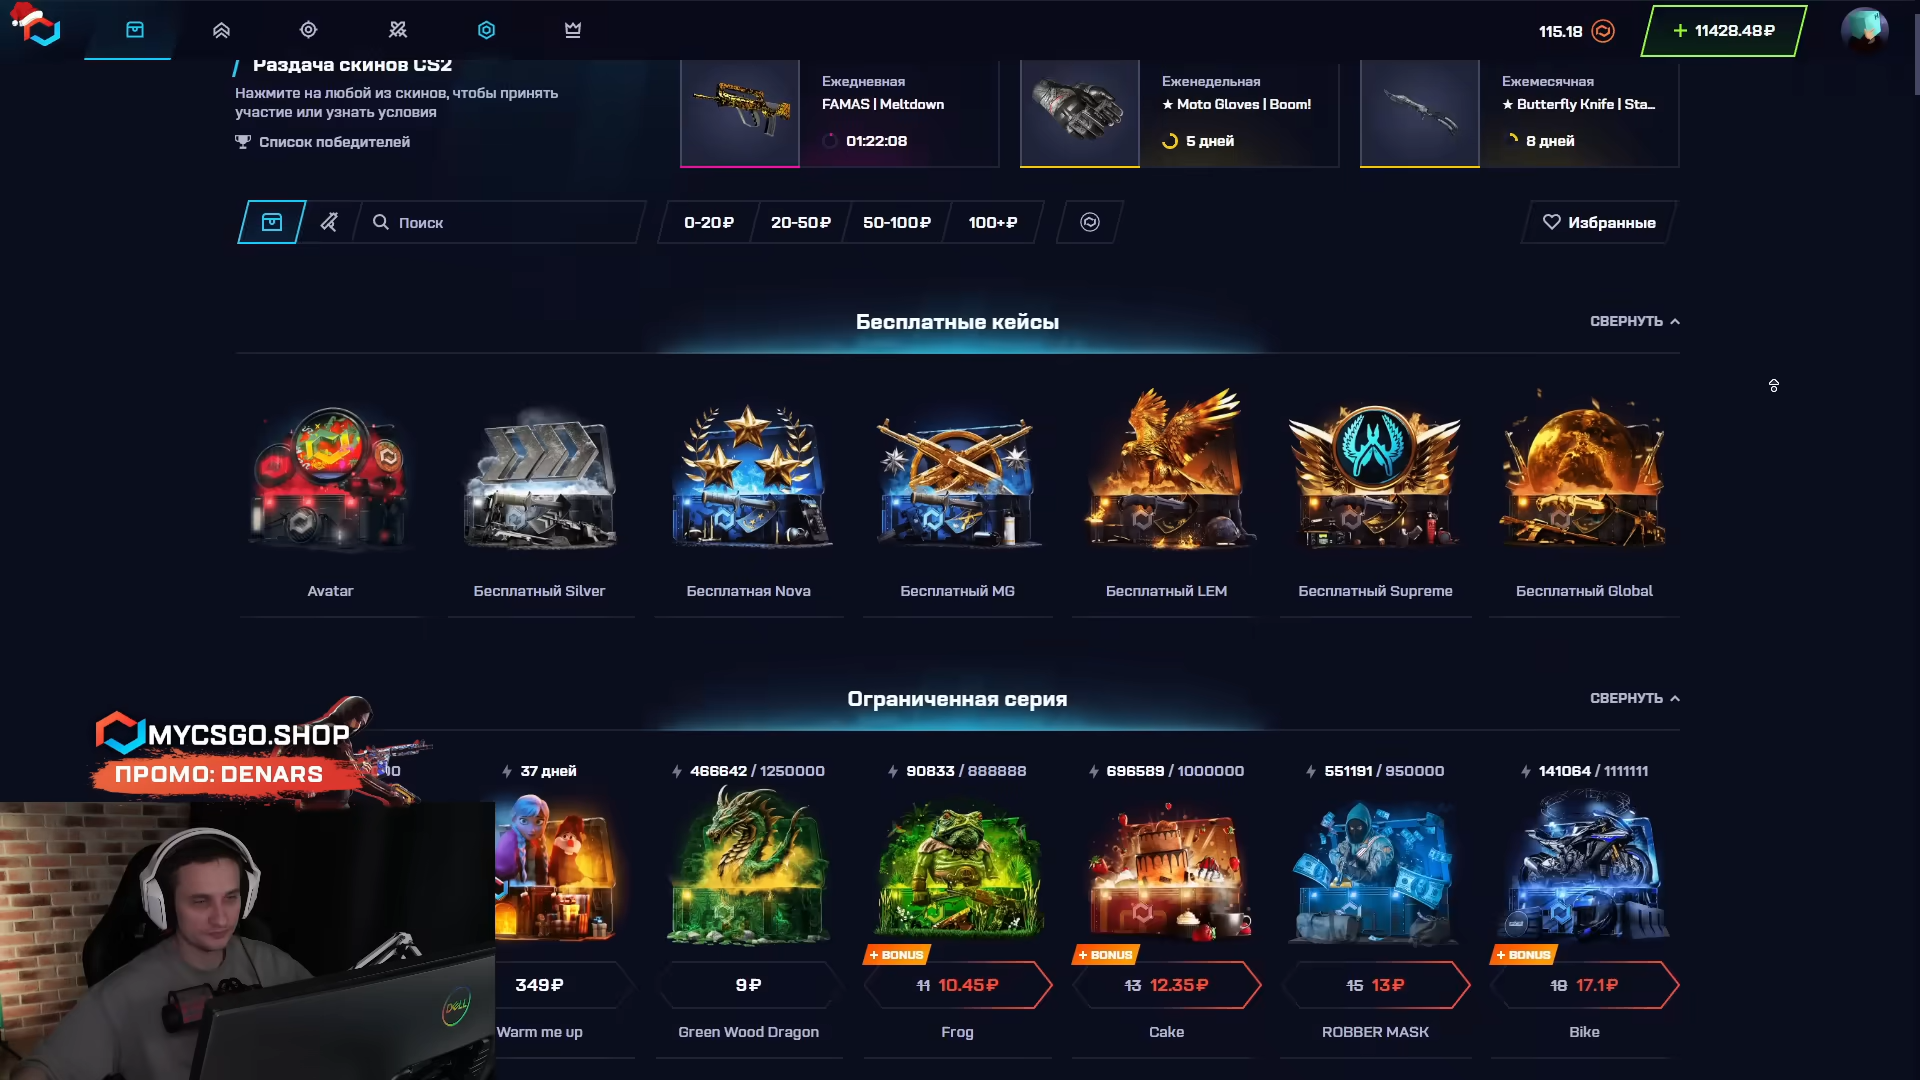 115.18
+ 11428.48₽
Раздача скинов CS2
Нажмите на любой из скинов, чтобы принять
участие или узнать условия
Список победителей
Ежедневная
FAMAS | Meltdown
01:22:08
Еженедельная
★ Moto Gloves | Boom!
5 дней
Ежемесячная
★ Butterfly Knife | Sta...
8 дней
Поиск
0-20₽
20-50₽
50-100₽
100+₽
Избранные
Бесплатные кейсы
СВЕРНУТЬ
Avatar
Бесплатный Silver
Бесплатная Nova
Бесплатный MG
Бесплатный LEM
Бесплатный Supreme
Бесплатный Global
Ограниченная серия
СВЕРНУТЬ
MYCSGO.SHOP
ПРОМО: DENARS
37 дней
466642 / 1250000
90833 / 888888
696589 / 1000000
551191 / 950000
141064 / 1111111
+ BONUS
+ BONUS
+ BONUS
349₽
9₽
11 10.45₽
13 12.35₽
15 13₽
18 17.1₽
Warm me up
Green Wood Dragon
Frog
Cake
ROBBER MASK
Bike
DELL